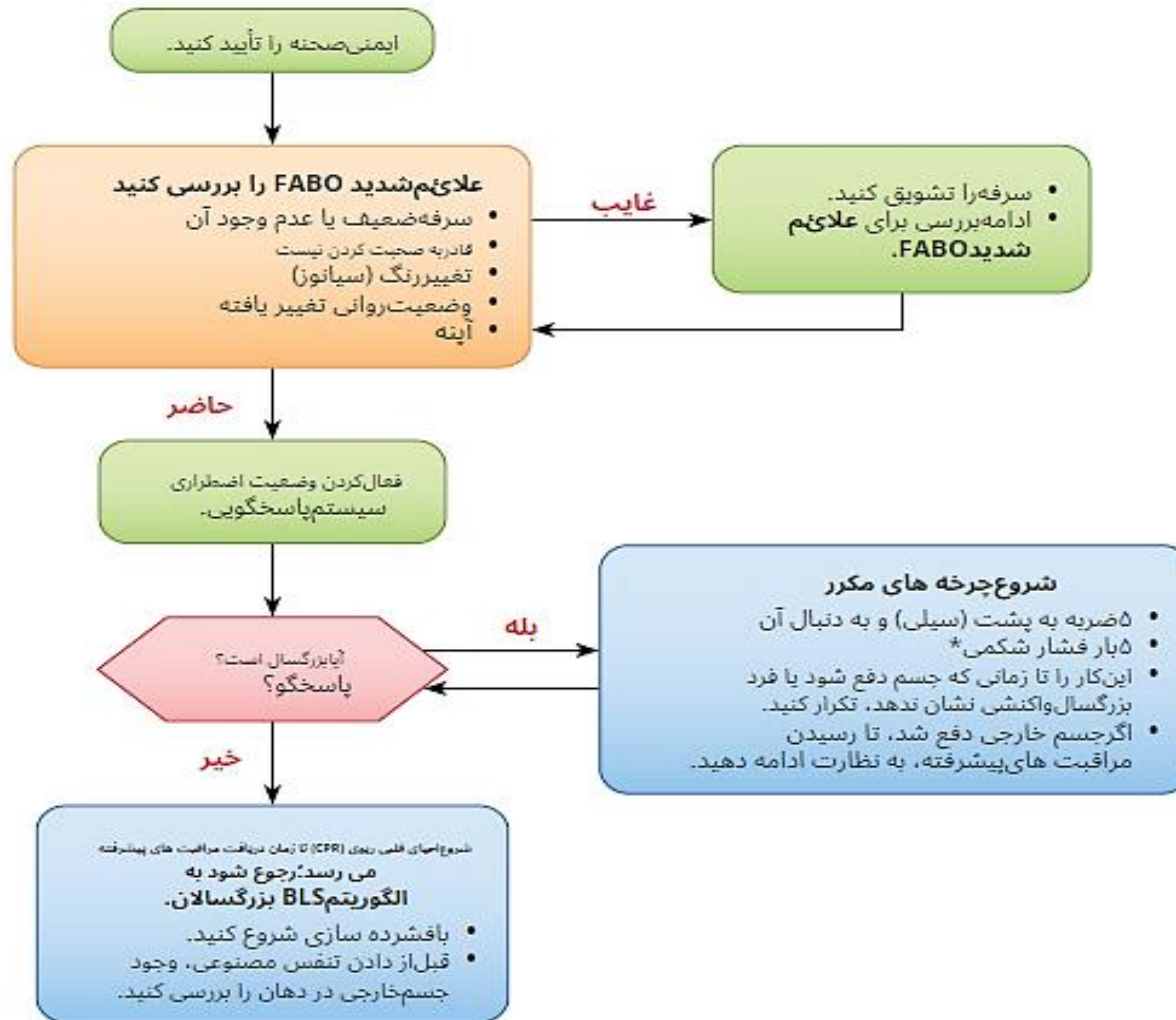 ایمنی‌صحنه را تأیید کنید.
علائم‌شدید FABO را بررسی کنید
• سرفه‌ضعیف یا عدم وجود آن
• قادربه صحبت کردن نیست
• تغییررنگ (سیانوز)
• وضعیت‌روانی تغییر یافته
• آپنه
غایب
• سرفه‌را تشویق کنید.
• ادامه‌بررسی برای علائم
شدیدFABO.
حاضر
فعال‌کردن وضعیت اضطراری
سیستم‌پاسخگویی.
آیابزرگسال است؟
پاسخگو؟
بله
شروع‌چرخه های مکرر
• ۵ضربه به پشت (سیلی) و به دنبال آن
• ۵بار فشار شکمی*
• این‌کار را تا زمانی که جسم دفع شود یا فرد
بزرگسال‌واکنشی نشان ندهد، تکرار کنید.
• اگرجسم خارجی دفع شد، تا رسیدن
مراقبت های‌پیشرفته، به نظارت ادامه دهید.
خیر
شروع‌احیای قلبی ریوی (CPR) تا زمان دریافت مراقبت های پیشرفته
می رسد؛رجوع شود به
الگوریتمBLS بزرگسالان.
• بافشرده سازی شروع کنید.
• قبل‌از دادن تنفس مصنوعی، وجود
جسم‌خارجی در دهان را بررسی کنید.